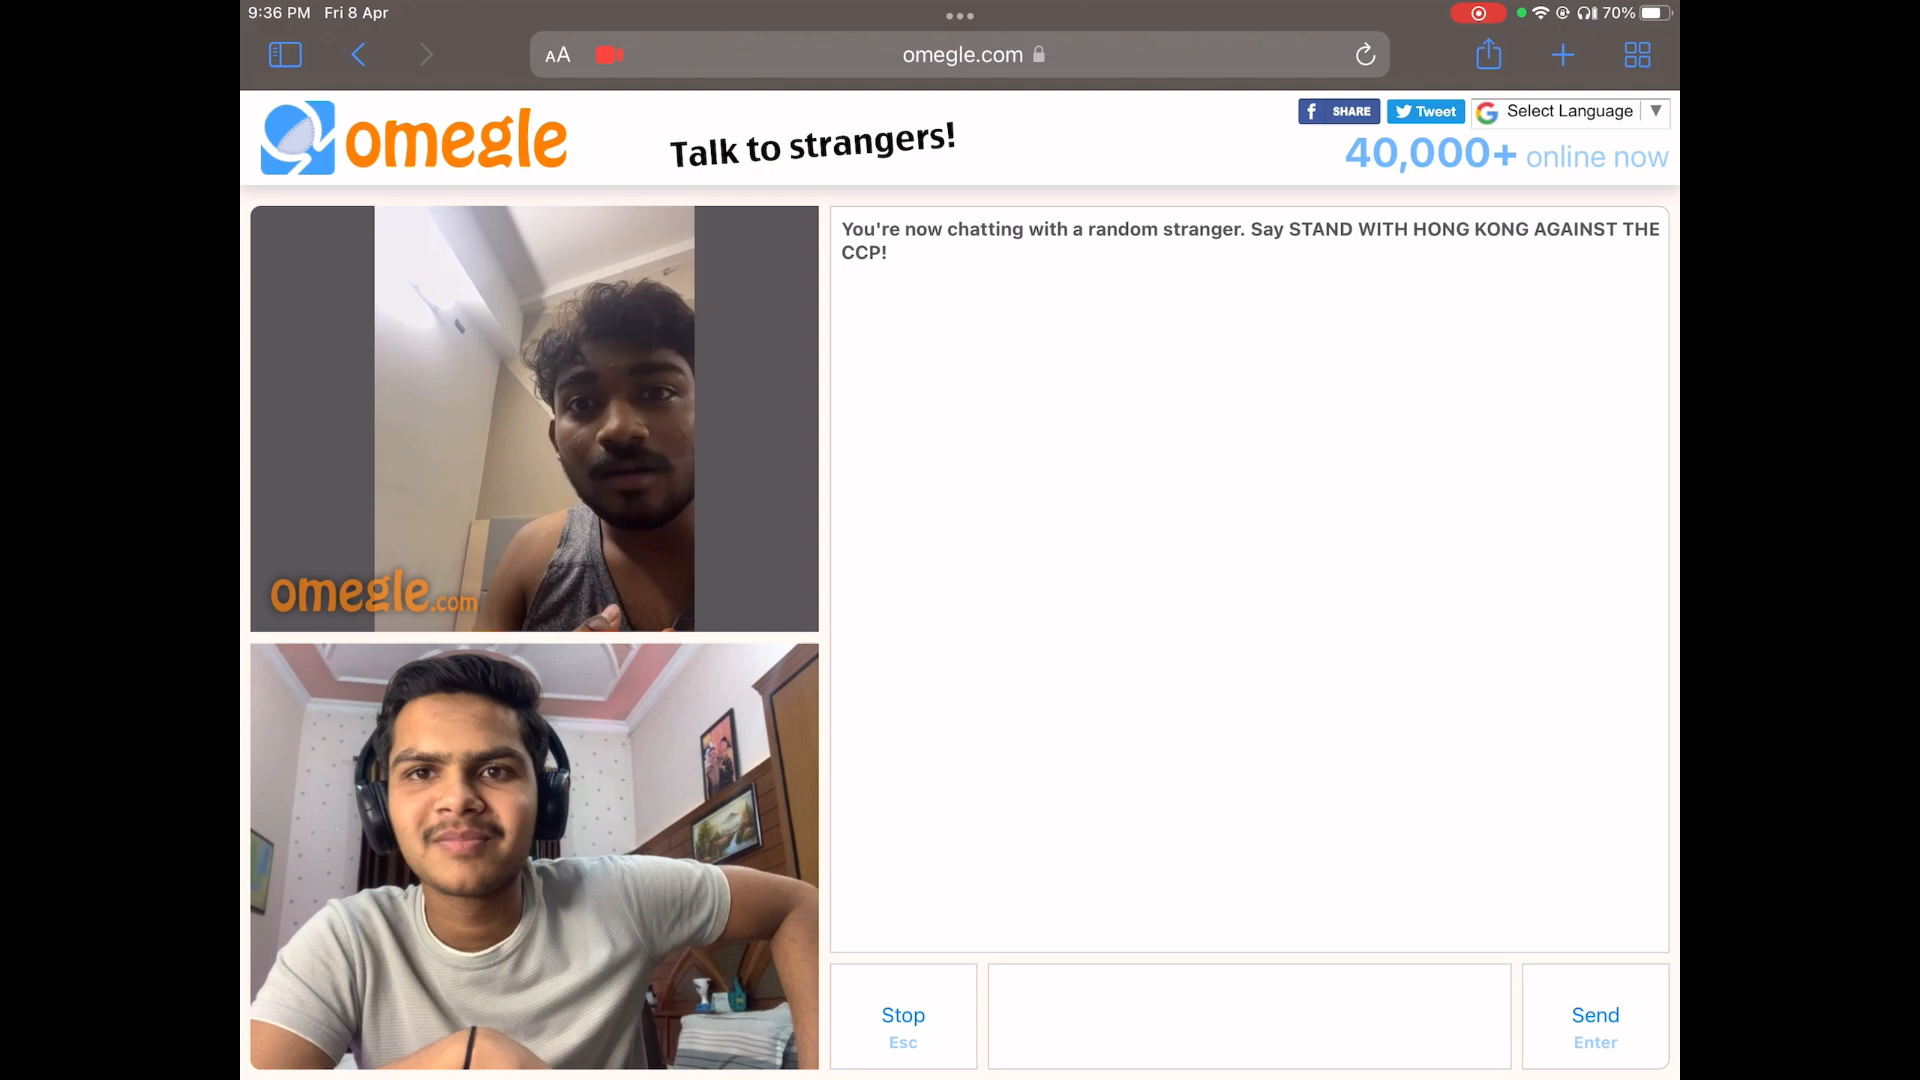 9:36 PM Fri 8 Apr
70%
AA
omegle.com
omegle
Talk to strangers!
SHARE
Tweet
Select Language
40,000+ online now
You're now chatting with a random stranger. Say STAND WITH HONG KONG AGAINST THE
CCP!
omegle.com
Stop
Esc
Send
Enter